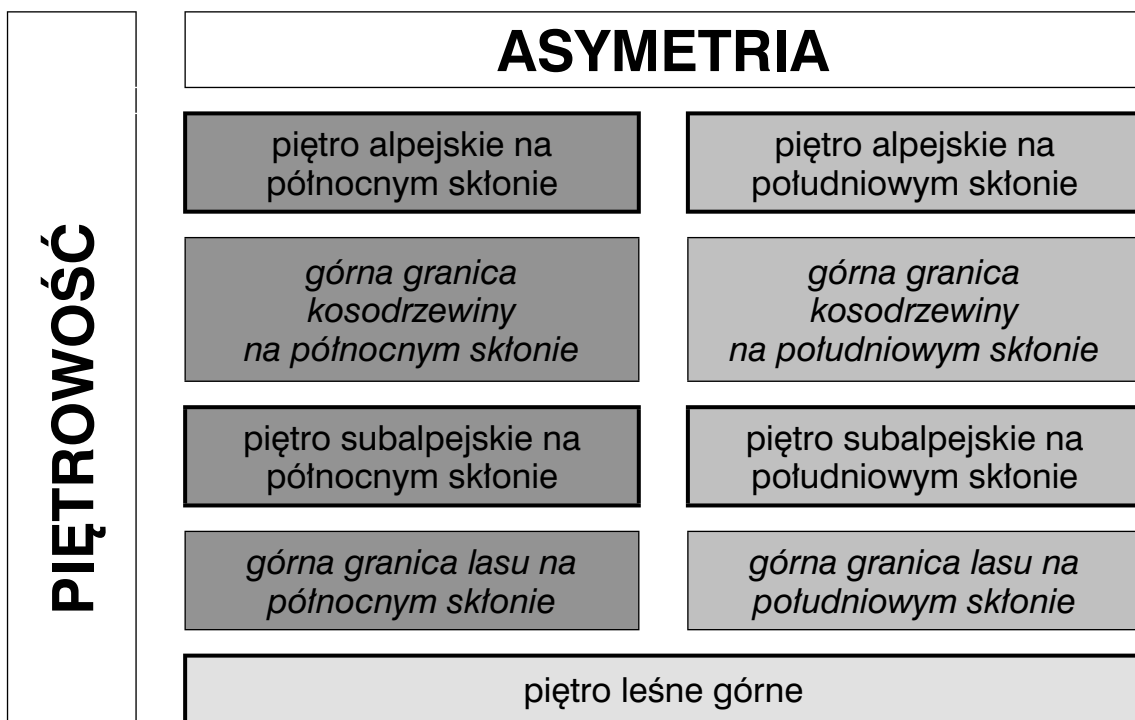 PIĘTROWOŚĆ
ASYMETRIA
piętro alpejskie na
północnym skłonie
piętro alpejskie na
południowym skłonie
górna granica
kosodrzewiny
na północnym skłonie
górna granica
kosodrzewiny
na południowym skłonie
piętro subalpejskie na
północnym skłonie
piętro subalpejskie na
południowym skłonie
górna granica lasu na
północnym skłonie
górna granica lasu na
południowym skłonie
piętro leśne górne